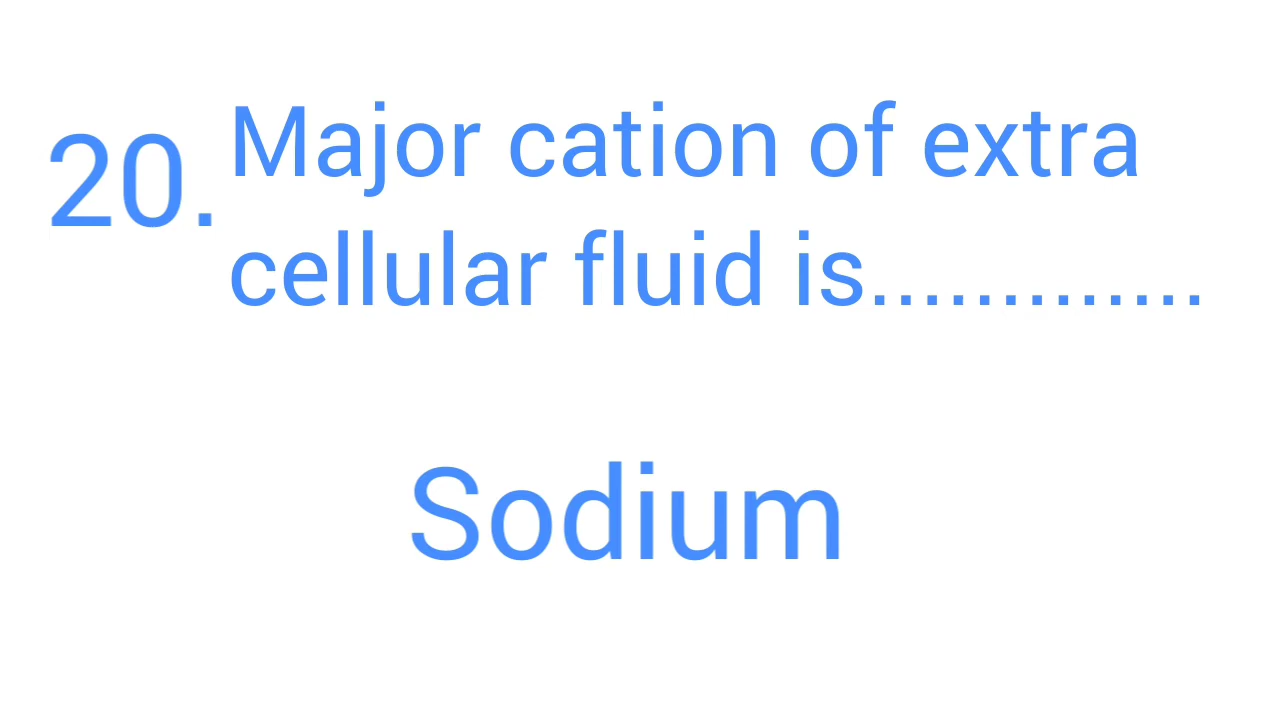 20. Major cation of extra
cellular fluid is.............
Sodium